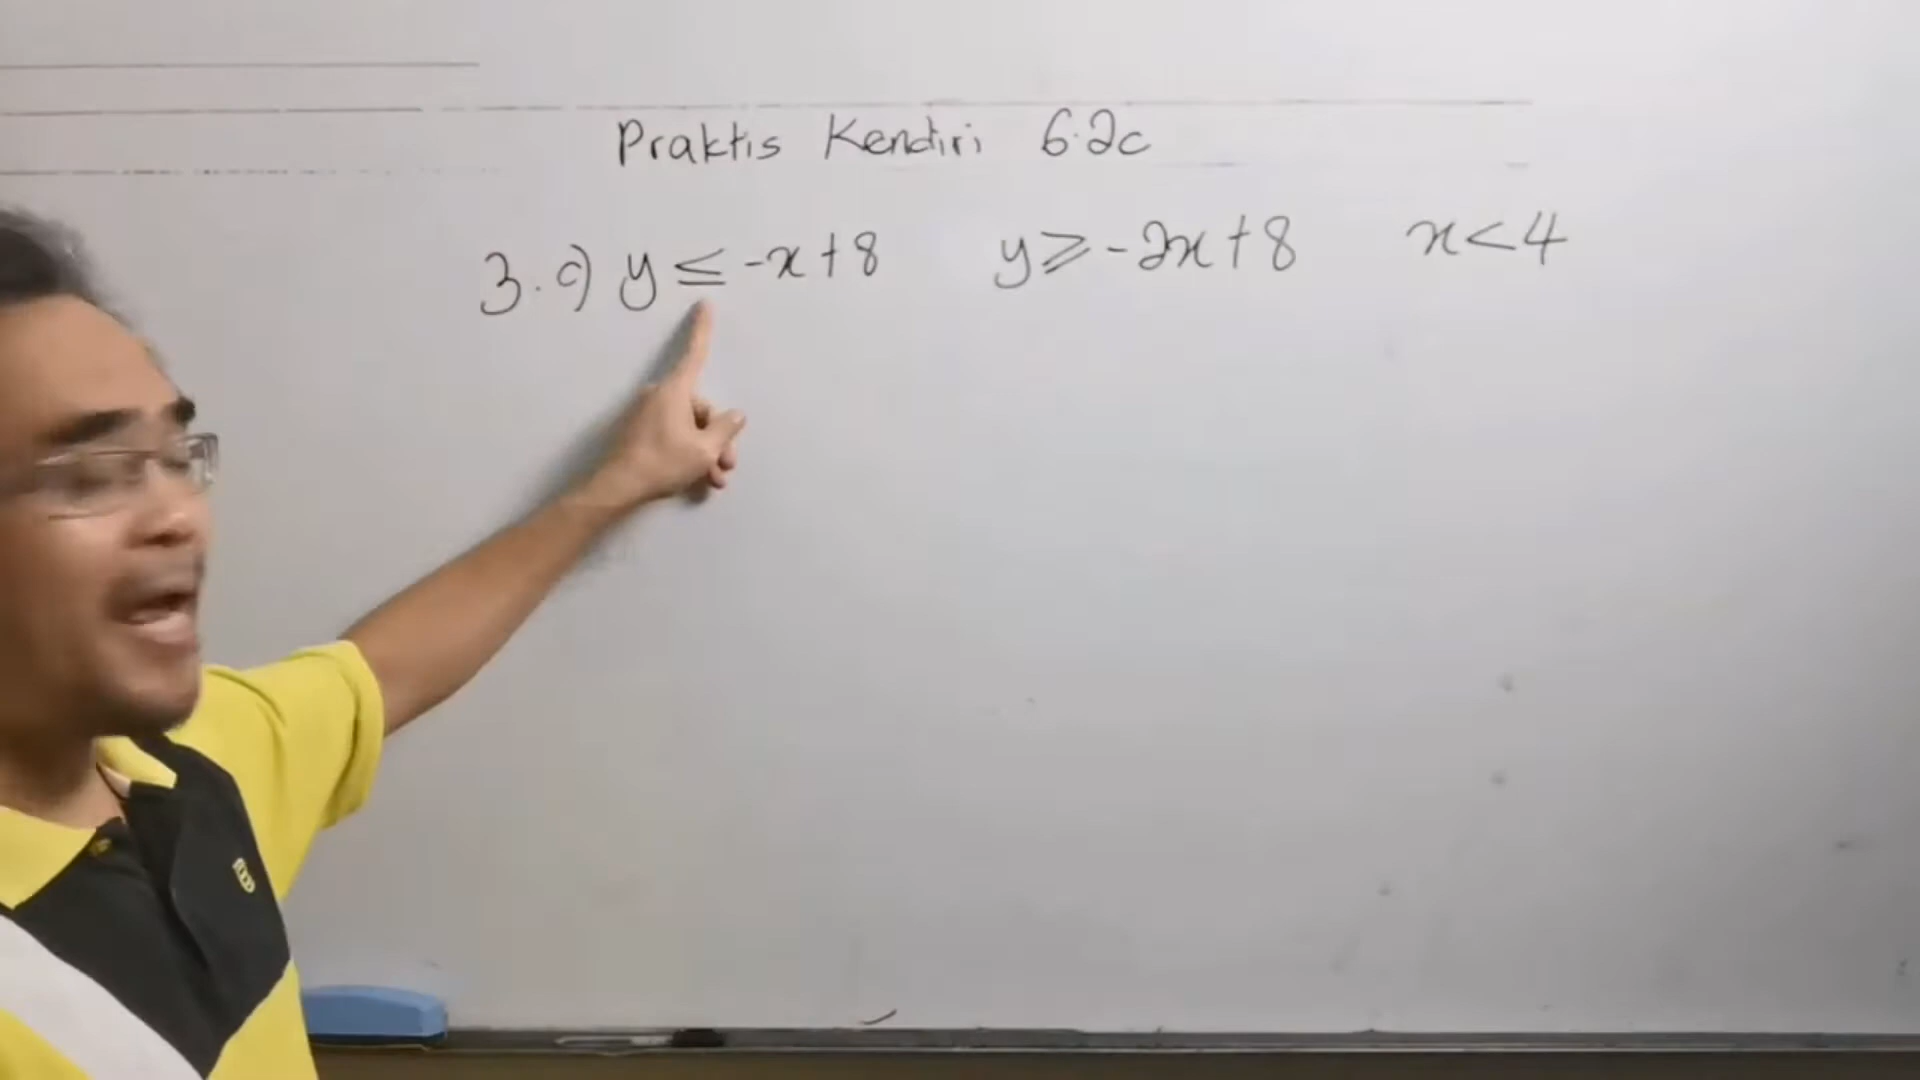 Praktis Kendiri 6.2c
3. c) y ≤ -x + 8 y ⩾ -2x + 8 x < 4